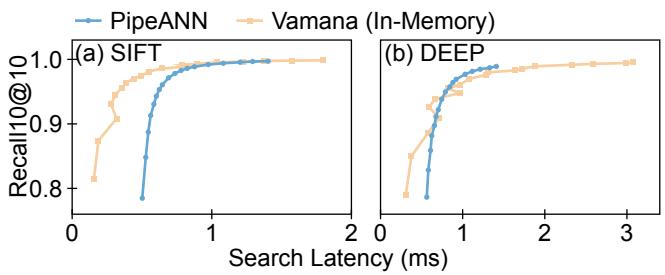 PipeANN Vamana (In-Memory)
(a) SIFT (b) DEEP
Recall10@10
1.0
0.9
0.8
0 1 2 0 1 2 3
Search Latency (ms)